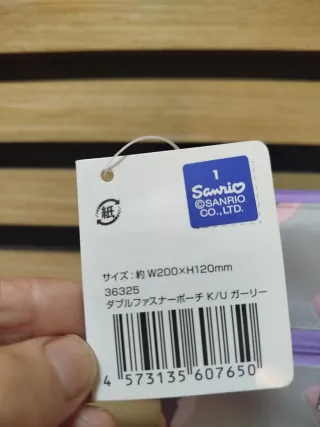 1
Sanrio
©SANRIO
CO., LTD.
紙
サイズ : 約 W200×H120mm
36325
ダブルファスナーポーチ K/U ガーリー
4 573135 607650